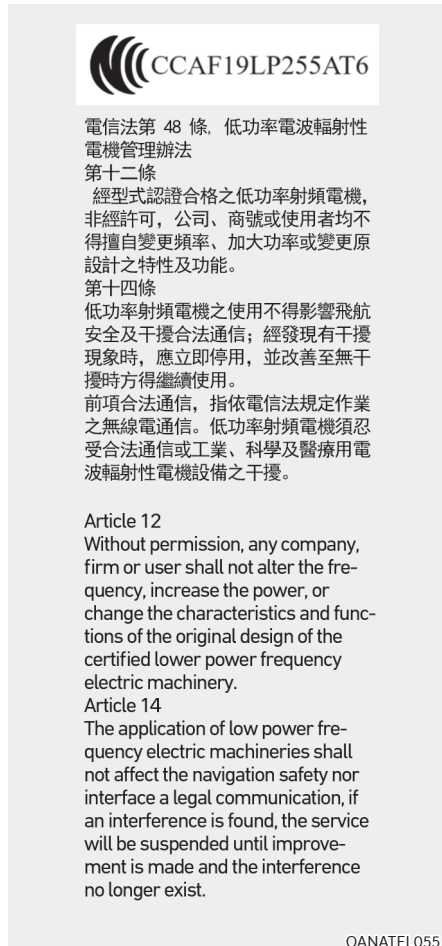 CCAF19LP255AT6
電信法第 48 條, 低功率電波輻射性
電機管理辦法
第十二條
經型式認證合格之低功率射頻電機,
非經許可, 公司、商號或使用者均不
得擅自變更頻率、加大功率或變更原
設計之特性及功能。
第十四條
低功率射頻電機之使用不得影響飛航
安全及干擾合法通信; 經發現有干擾
現象時, 應立即停用, 並改善至無干
擾時方得繼續使用。
前項合法通信, 指依電信法規定作業
之無線電通信。低功率射頻電機須忍
受合法通信或工業、科學及醫療用電
波輻射性電機設備之干擾。
Article 12
Without permission, any company,
firm or user shall not alter the fre-
quency, increase the power, or
change the characteristics and func-
tions of the original design of the
certified lower power frequency
electric machinery.
Article 14
The application of low power fre-
quency electric machineries shall
not affect the navigation safety nor
interface a legal communication, if
an interference is found, the service
will be suspended until improve-
ment is made and the interference
no longer exist.
OANATEL055